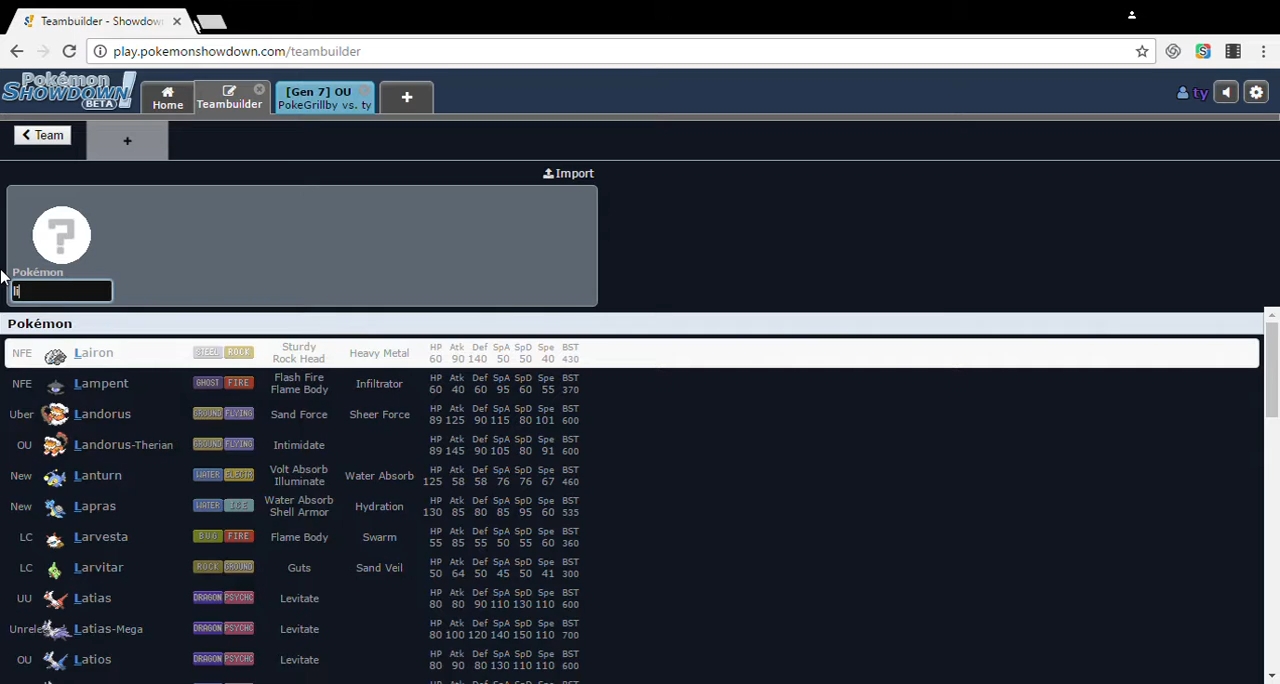 Teambuilder - Showdow
play.pokemonshowdown.com/teambuilder
Pokémon
SHOWDOWN!
BETA
Home
Teambuilder
[Gen 7] OU
PokeGrillby vs. ty
+
ty
Team
+
Import
?
Pokémon
li
Pokémon
NFE Lairon STEEL ROCK Sturdy Rock Head Heavy Metal HP 60 Atk 90 Def 140 SpA 50 SpD 50 Spe 40 BST 430
NFE Lampent GHOST FIRE Flash Fire Flame Body Infiltrator HP 60 Atk 40 Def 60 SpA 95 SpD 60 Spe 55 BST 370
Uber Landorus GROUND FLYING Sand Force Sheer Force HP 89 Atk 125 Def 90 SpA 115 SpD 80 Spe 101 BST 600
OU Landorus-Therian GROUND FLYING Intimidate HP 89 Atk 145 Def 90 SpA 105 SpD 80 Spe 91 BST 600
New Lanturn WATER ELECTR Volt Absorb Illuminate Water Absorb HP 125 Atk 58 Def 58 SpA 76 SpD 76 Spe 67 BST 460
New Lapras WATER ICE Water Absorb Shell Armor Hydration HP 130 Atk 85 Def 80 SpA 85 SpD 95 Spe 60 BST 535
LC Larvesta BUG FIRE Flame Body Swarm HP 55 Atk 85 Def 55 SpA 50 SpD 55 Spe 60 BST 360
LC Larvitar ROCK GROUND Guts Sand Veil HP 50 Atk 64 Def 50 SpA 45 SpD 50 Spe 41 BST 300
UU Latias DRAGON PSYCHC Levitate HP 80 Atk 80 Def 90 SpA 110 SpD 130 Spe 110 BST 600
Unrele Latias-Mega DRAGON PSYCHC Levitate HP 80 Atk 100 Def 120 SpA 140 SpD 150 Spe 110 BST 700
OU Latios DRAGON PSYCHC Levitate HP 80 Atk 90 Def 80 SpA 130 SpD 110 Spe 110 BST 600